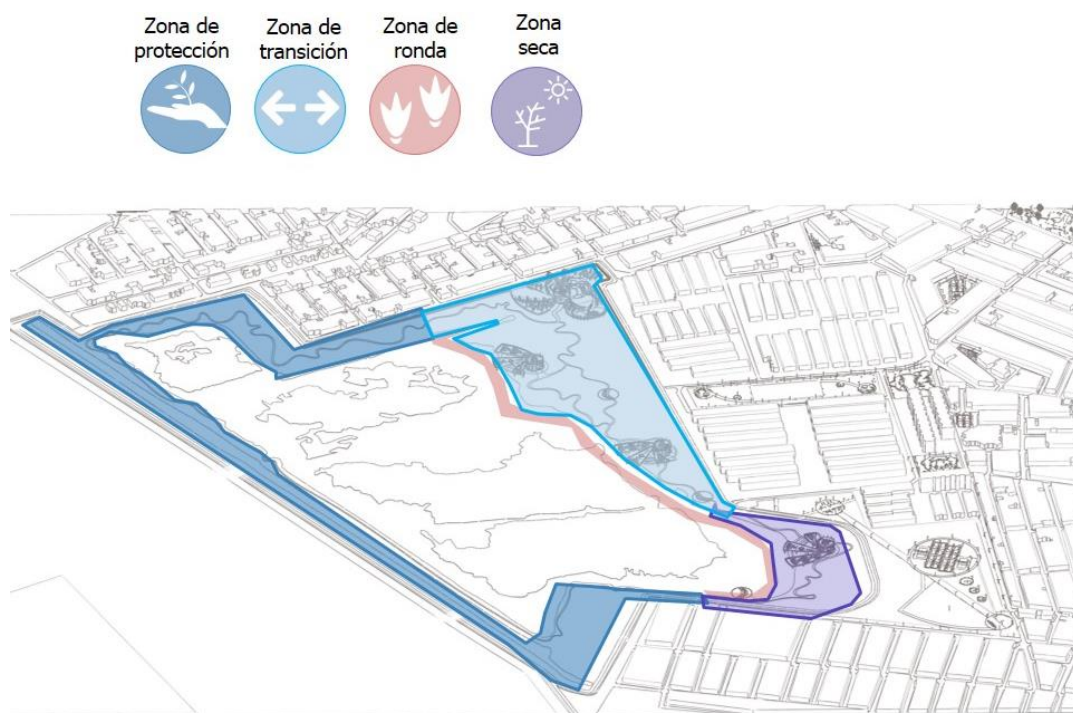 Zona de
protección
Zona de
transición
Zona de
ronda
Zona
seca